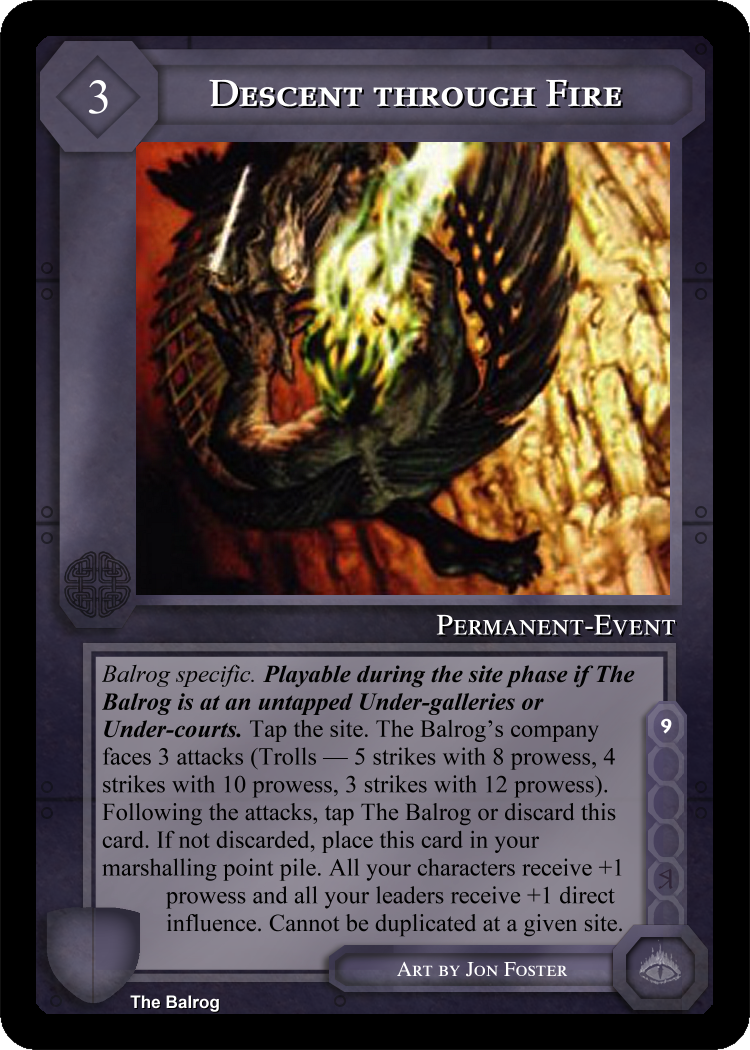 3
Descent through Fire
Permanent-Event
Balrog specific. Playable during the site phase if The
Balrog is at an untapped Under-galleries or
Under-courts. Tap the site. The Balrog's company
faces 3 attacks (Trolls — 5 strikes with 8 prowess, 4
strikes with 10 prowess, 3 strikes with 12 prowess).
Following the attacks, tap The Balrog or discard this
card. If not discarded, place this card in your
marshalling point pile. All your characters receive +1
prowess and all your leaders receive +1 direct
influence. Cannot be duplicated at a given site.
9
Art by Jon Foster
The Balrog